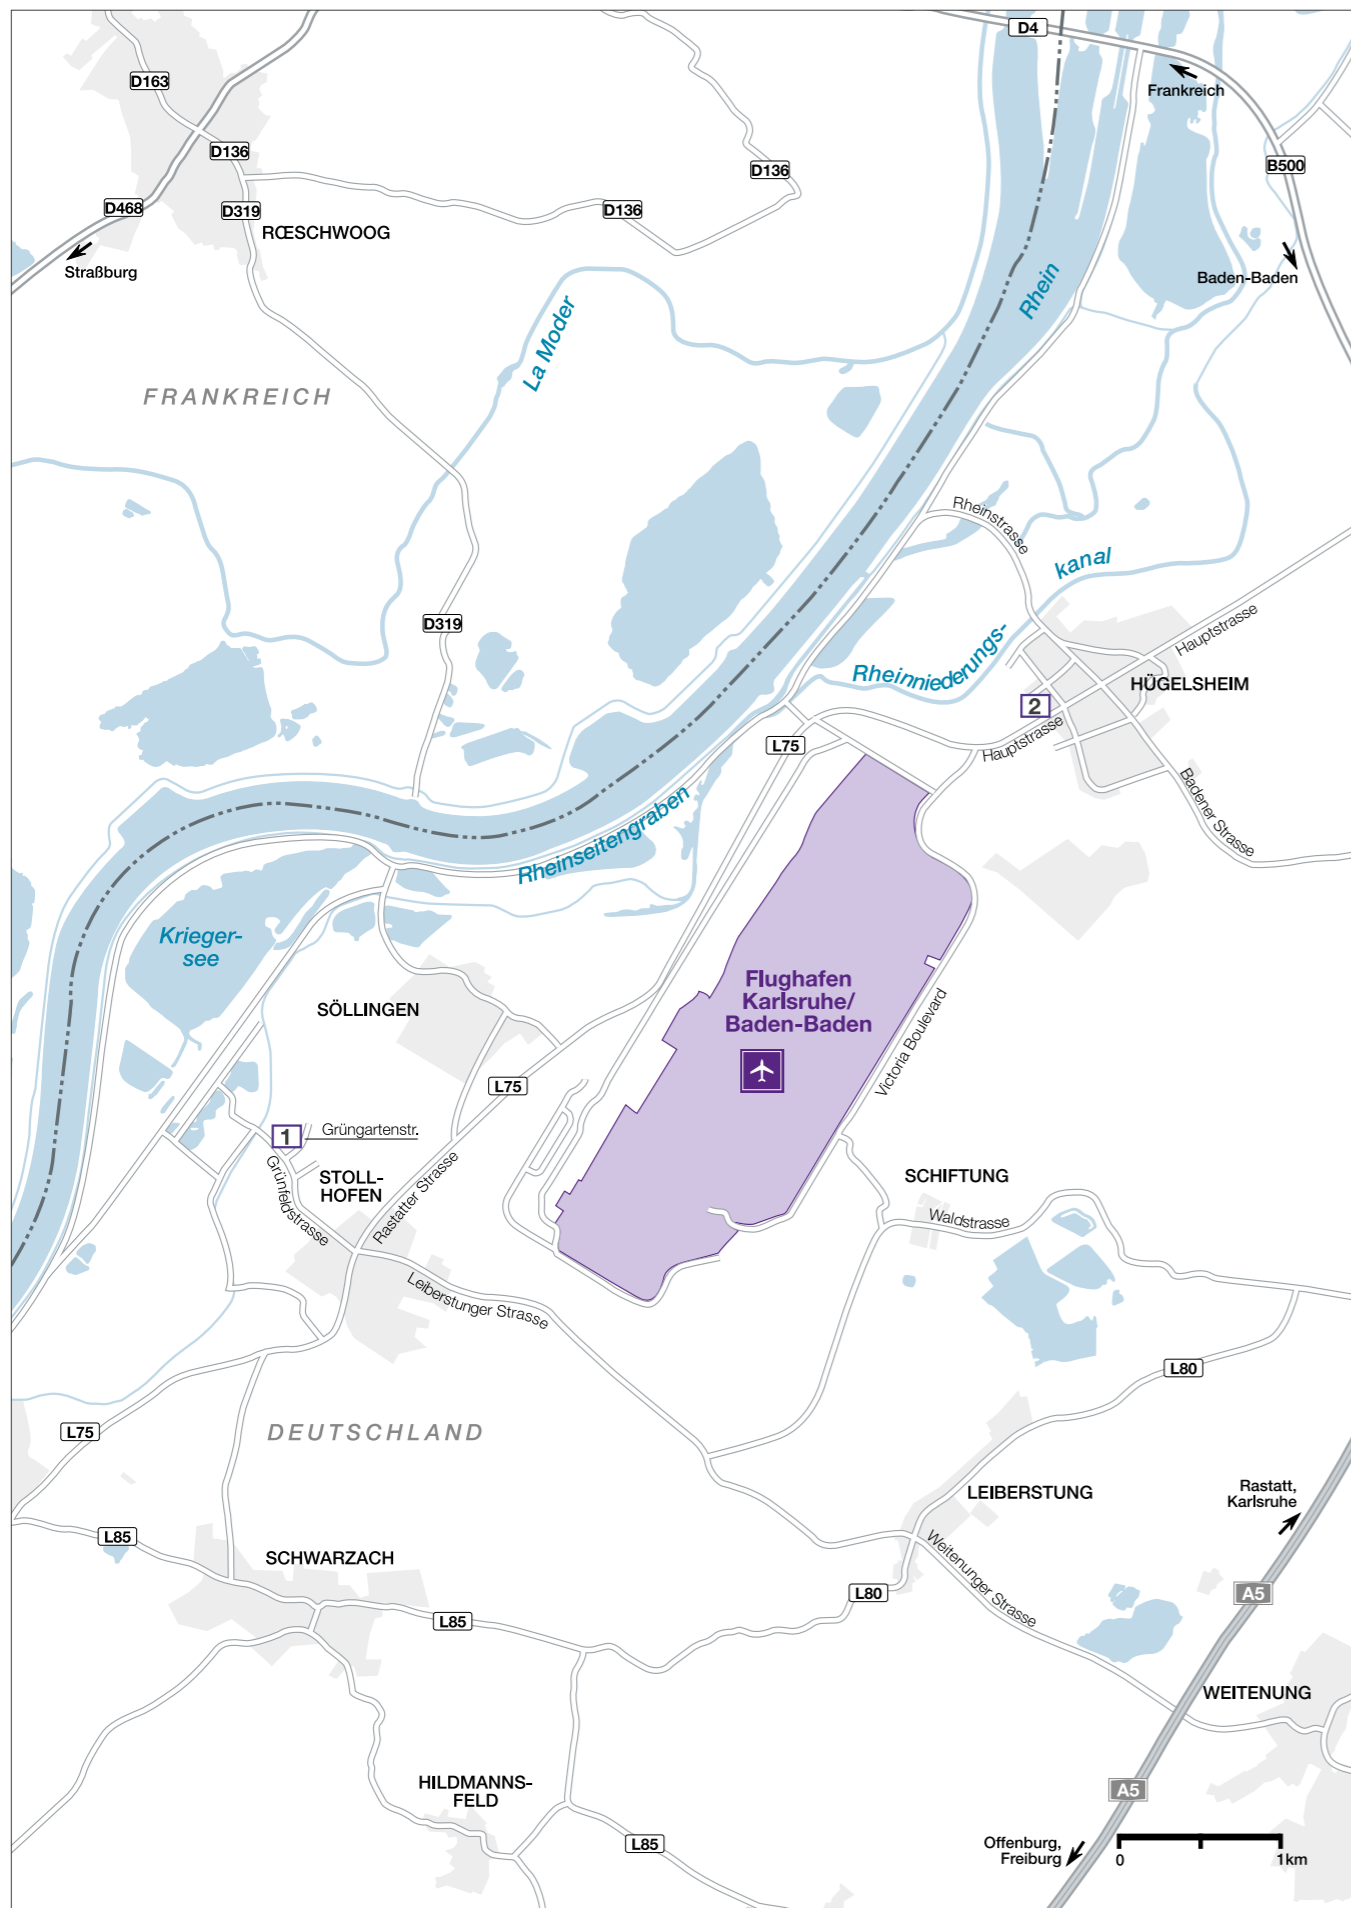 D4
D163
Frankreich
D136
D136
B500
D468
D319
D136
RŒSCHWOOG
Straßburg
Baden-Baden
Rhein
La Moder
FRANKREICH
Rheinstrasse
kanal
D319
Hauptstrasse
Rheinniederungs-
HÜGELSHEIM
2
Hauptstrasse
L75
Badener Strasse
Rheinseitengraben
Krieger-
see
Flughafen
Karlsruhe/
Baden-Baden
SÖLLINGEN
Victoria Boulevard
L75
1
Grüngartenstr.
STOLL-
HOFEN
Grünfeldstrasse
Rastatter Strasse
SCHIFTUNG
Waldstrasse
Leiberstunger Strasse
L80
L75
DEUTSCHLAND
LEIBERSTUNG
Rastatt,
Karlsruhe
L85
SCHWARZACH
Weitenunger Strasse
L80
A5
L85
WEITENUNG
HILDMANNS-
FELD
A5
L85
Offenburg,
Freiburg
0
1km